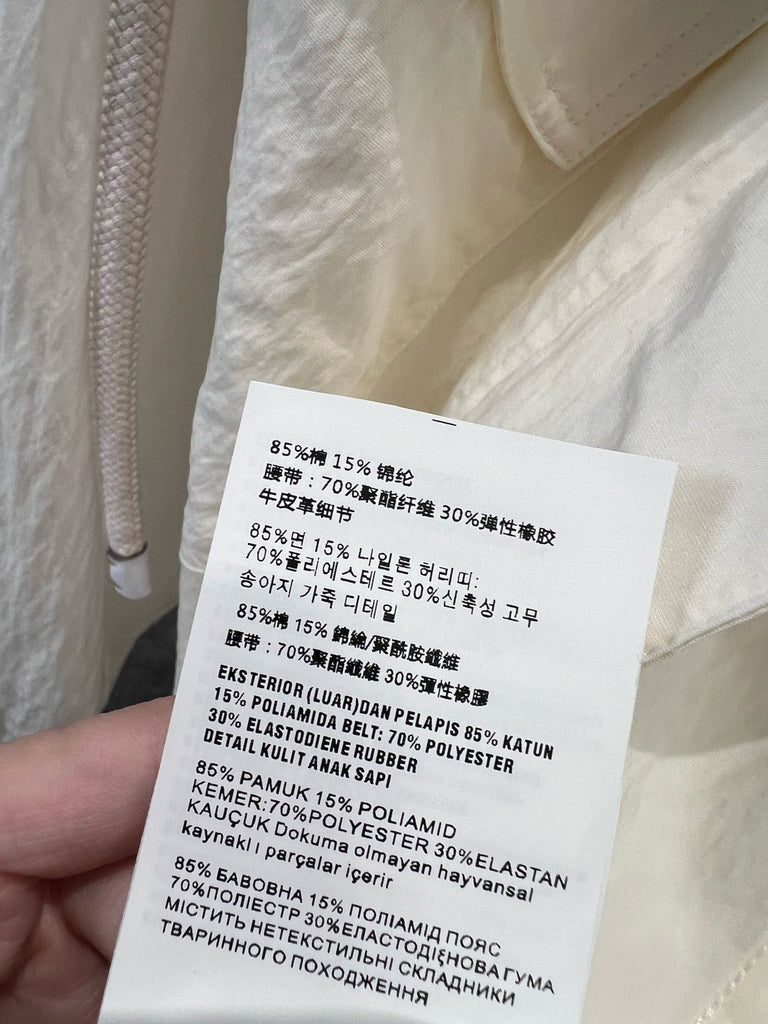 85%棉 15% 锦纶
腰带：70%聚酯纤维 30%弹性橡胶
牛皮革细节
85%면 15% 나일론 허리띠:
70%폴리에스테르 30%신축성 고무
송아지 가죽 디테일
85%棉 15% 錦綸/聚酰胺纖維
腰帶：70%聚酯纖維 30%彈性橡膠
EKSTERIOR (LUAR)DAN PELAPIS 85% KATUN
15% POLIAMIDA BELT: 70% POLYESTER
30% ELASTODIENE RUBBER
DETAIL KULIT ANAK SAPI
85% PAMUK 15% POLIAMID
KEMER:70%POLYESTER 30%ELASTAN
KAUÇUK Dokuma olmayan hayvansal
kaynaklı parçalar içerir
85% БАВОВНА 15% ПОЛІАМІД ПОЯС
70%ПОЛІЕСТР 30%ЕЛАСТОДІЄНОВА ГУМА
МІСТИТЬ НЕТЕКСТИЛЬНІ СКЛАДНИКИ
ТВАРИННОГО ПОХОДЖЕННЯ